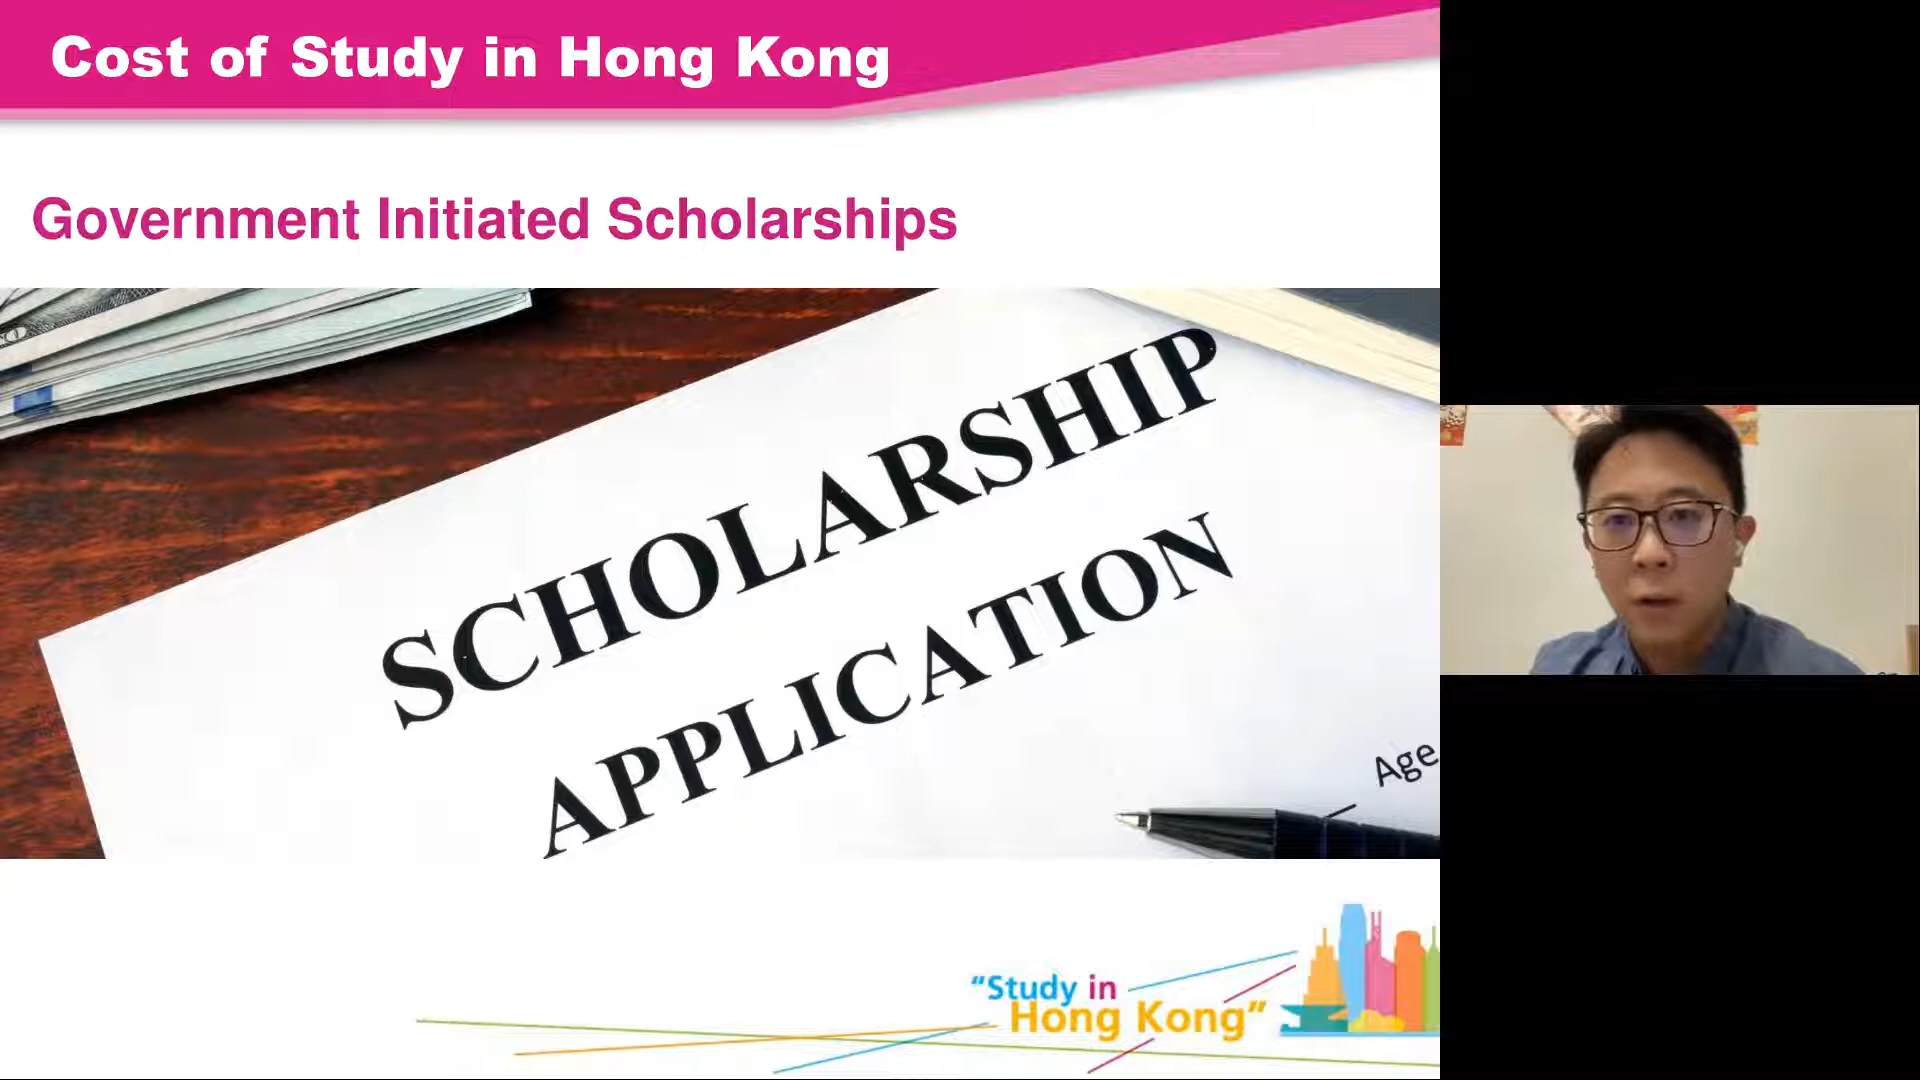 Cost of Study in Hong Kong
Government Initiated Scholarships
SCHOLARSHIP
APPLICATION
Age
"Study in
Hong Kong"